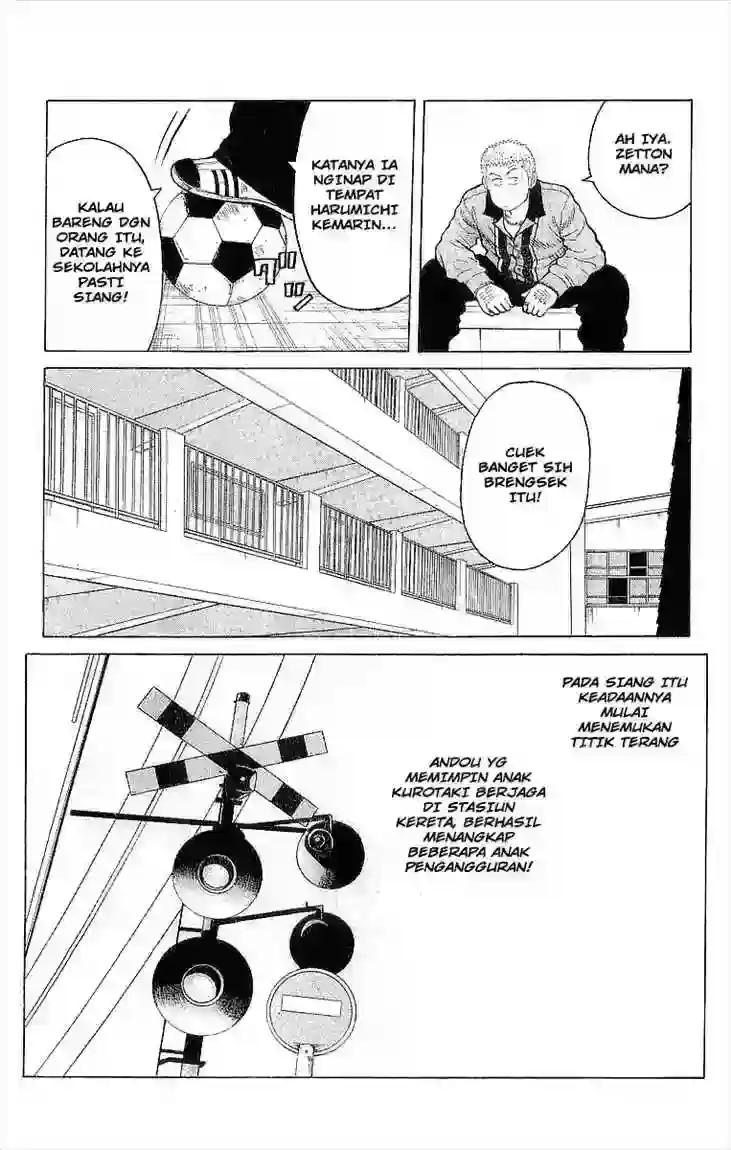 AH IYA.
ZETTON
MANA?
KATANYA IA
NGINAP DI
TEMPAT
HARUMICHI
KEMARIN...
KALAU
BARENG DGN
ORANG ITU,
DATANG KE
SEKOLAHNYA
PASTI
SIANG!
CUEK
BANGET SIH
BRENGSEK
ITU!
PADA SIANG ITU
KEADAANNYA
MULAI
MENEMUKAN
TITIK TERANG
ANDOU YG
MEMIMPIN ANAK
KUROTAKI BERJAGA
DI STASIUN
KERETA, BERHASIL
MENANGKAP
BEBERAPA ANAK
PENGANGGURAN!